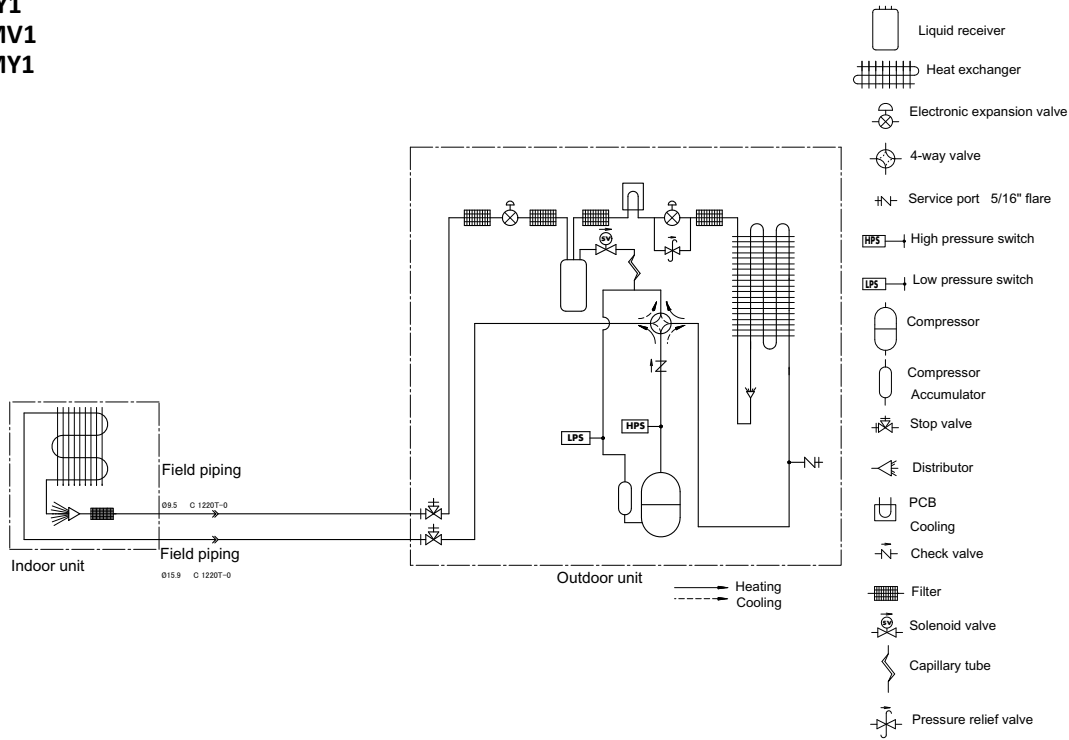 Y1
MV1
MY1
Liquid receiver
Heat exchanger
Electronic expansion valve
4-way valve
Service port 5/16" flare
HPS High pressure switch
LPS Low pressure switch
Compressor
Compressor
Accumulator
Stop valve
Distributor
PCB
Cooling
Check valve
Filter
SV Solenoid valve
Capillary tube
Pressure relief valve
SV
HPS
LPS
Field piping
Ø9.5 C 1220T-0
Field piping
Ø15.9 C 1220T-0
Indoor unit
Outdoor unit
Heating
Cooling